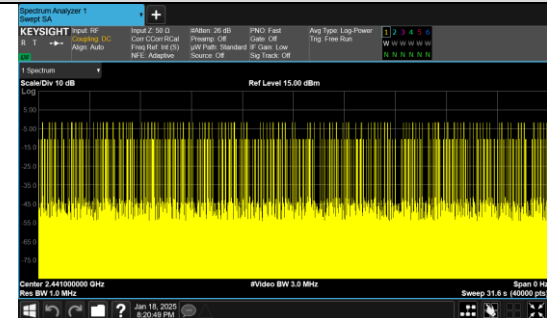 Spectrum Analyzer 1
Swept SA
+
KEYSIGHT Input: RF Input Z: 50 Ω #Atten: 26 dB PNO: Fast Avg Type: Log-Power 1 2 3 4 5 6
R T Coupling: DC Corr CCorr RCal Preamp: Off Gate: Off Trig: Free Run W W W W W W
Align: Auto Freq Ref: Int (S) µW Path: Standard IF Gain: Low N N N N N N
NFE: Adaptive Source: Off Sig Track: Off
1 Spectrum
Scale/Div 10 dB Ref Level 15.00 dBm
Log
5.00
-5.00
-15.0
-25.0
-35.0
-45.0
-55.0
-65.0
-75.0
Center 2.441000000 GHz #Video BW 3.0 MHz Span 0 Hz
Res BW 1.0 MHz Sweep 31.6 s (40000 pts)
? Jan 18, 2025
8:20:49 PM